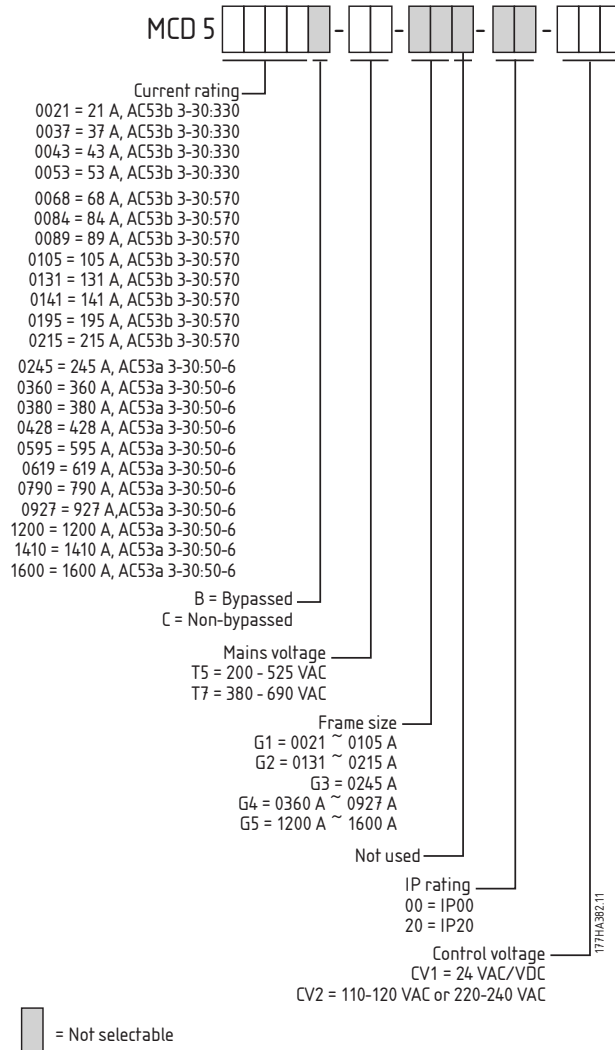 MCD 5 - - - -
Current rating
0021 = 21 A, AC53b 3-30:330
0037 = 37 A, AC53b 3-30:330
0043 = 43 A, AC53b 3-30:330
0053 = 53 A, AC53b 3-30:330
0068 = 68 A, AC53b 3-30:570
0084 = 84 A, AC53b 3-30:570
0089 = 89 A, AC53b 3-30:570
0105 = 105 A, AC53b 3-30:570
0131 = 131 A, AC53b 3-30:570
0141 = 141 A, AC53b 3-30:570
0195 = 195 A, AC53b 3-30:570
0215 = 215 A, AC53b 3-30:570
0245 = 245 A, AC53a 3-30:50-6
0360 = 360 A, AC53a 3-30:50-6
0380 = 380 A, AC53a 3-30:50-6
0428 = 428 A, AC53a 3-30:50-6
0595 = 595 A, AC53a 3-30:50-6
0619 = 619 A, AC53a 3-30:50-6
0790 = 790 A, AC53a 3-30:50-6
0927 = 927 A,AC53a 3-30:50-6
1200 = 1200 A, AC53a 3-30:50-6
1410 = 1410 A, AC53a 3-30:50-6
1600 = 1600 A, AC53a 3-30:50-6
B = Bypassed
C = Non-bypassed
Mains voltage
T5 = 200 - 525 VAC
T7 = 380 - 690 VAC
Frame size
G1 = 0021 ~ 0105 A
G2 = 0131 ~ 0215 A
G3 = 0245 A
G4 = 0360 A ~ 0927 A
G5 = 1200 A ~ 1600 A
Not used
IP rating
00 = IP00
20 = IP20
Control voltage
CV1 = 24 VAC/VDC
CV2 = 110-120 VAC or 220-240 VAC
177HA382.11
= Not selectable